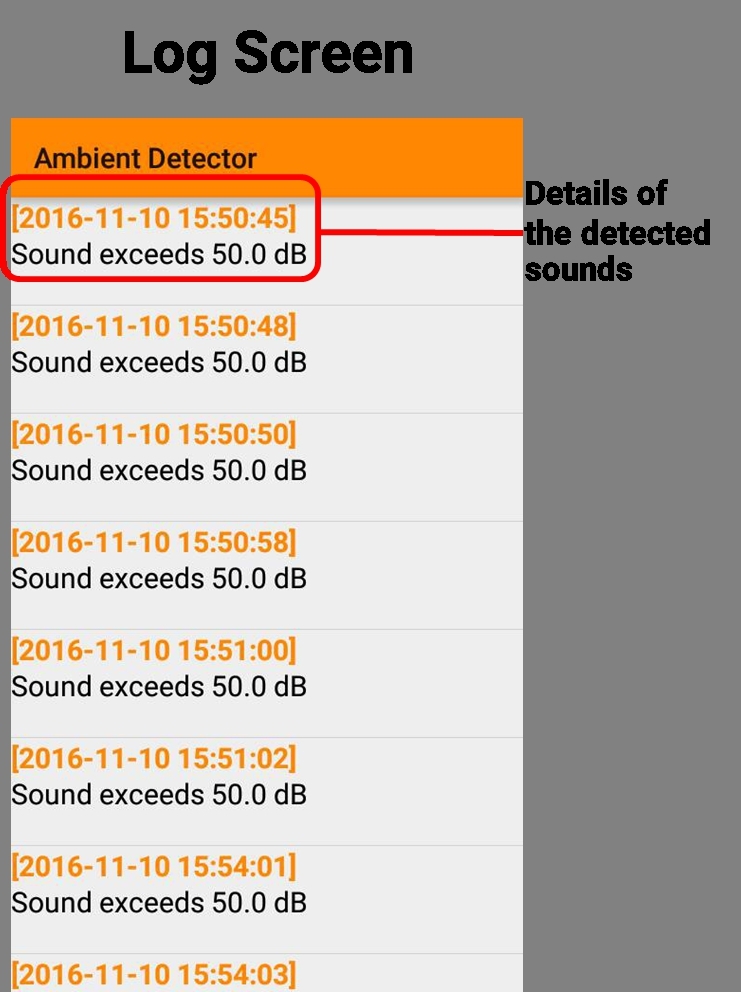 Log Screen
Ambient Detector
[2016-11-10 15:50:45]
Sound exceeds 50.0 dB
Details of
the detected
sounds
[2016-11-10 15:50:48]
Sound exceeds 50.0 dB
[2016-11-10 15:50:50]
Sound exceeds 50.0 dB
[2016-11-10 15:50:58]
Sound exceeds 50.0 dB
[2016-11-10 15:51:00]
Sound exceeds 50.0 dB
[2016-11-10 15:51:02]
Sound exceeds 50.0 dB
[2016-11-10 15:54:01]
Sound exceeds 50.0 dB
[2016-11-10 15:54:03]